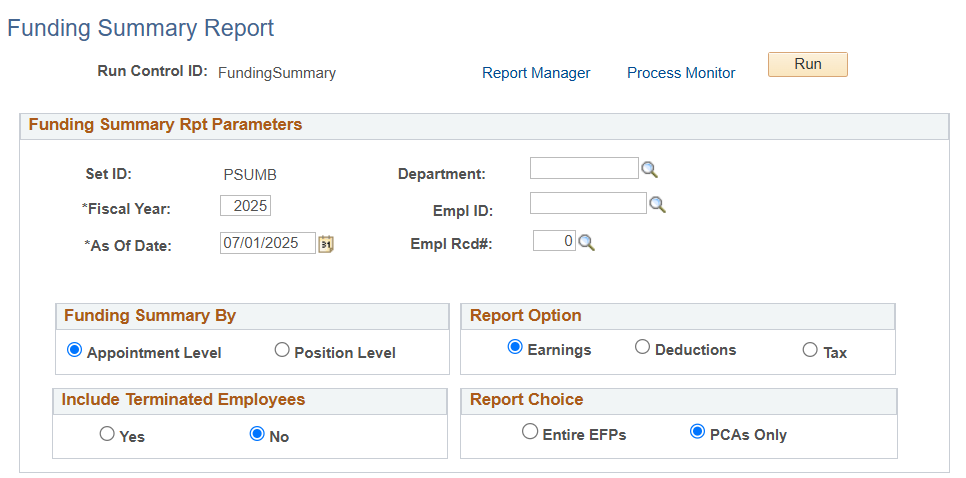 Funding Summary Report
Run Control ID: FundingSummary Report Manager Process Monitor Run
Funding Summary Rpt Parameters
Set ID: PSUMB Department:
*Fiscal Year: 2025 Empl ID:
*As Of Date: 07/01/2025 31 Empl Rcd#: 0
Funding Summary By Report Option
Appointment Level Position Level Earnings Deductions Tax
Include Terminated Employees Report Choice
Yes No Entire EFPs PCAs Only